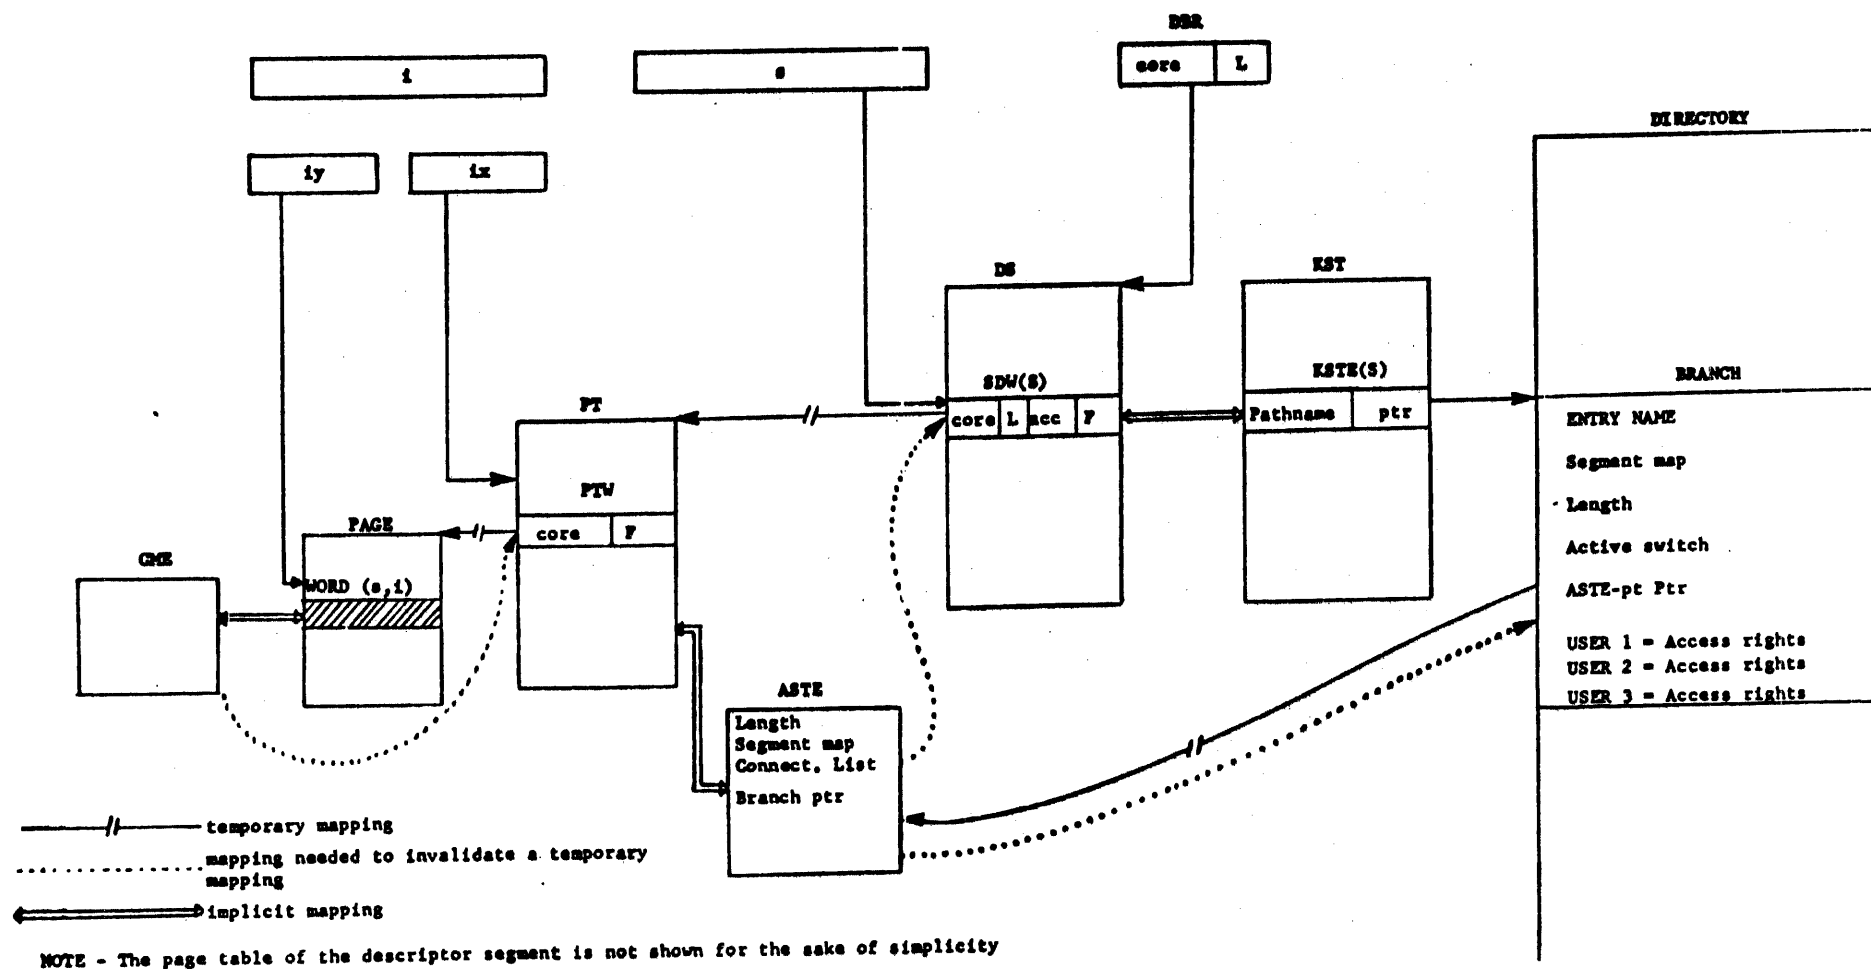 DBR
i
s
core L
DIRECTORY
iy
ix
DS
KST
SDW(S)
KSTE(S)
BRANCH
PT
core L acc F
Pathname ptr
ENTRY NAME
Segment map
PTW
Length
PAGE
core F
Active switch
CME
WORD (s,i)
ASTE-pt Ptr
USER 1 = Access rights
USER 2 = Access rights
USER 3 = Access rights
ASTE
Length
Segment map
Connect. List
Branch ptr
temporary mapping
mapping needed to invalidate a temporary
mapping
implicit mapping
NOTE - The page table of the descriptor segment is not shown for the sake of simplicity